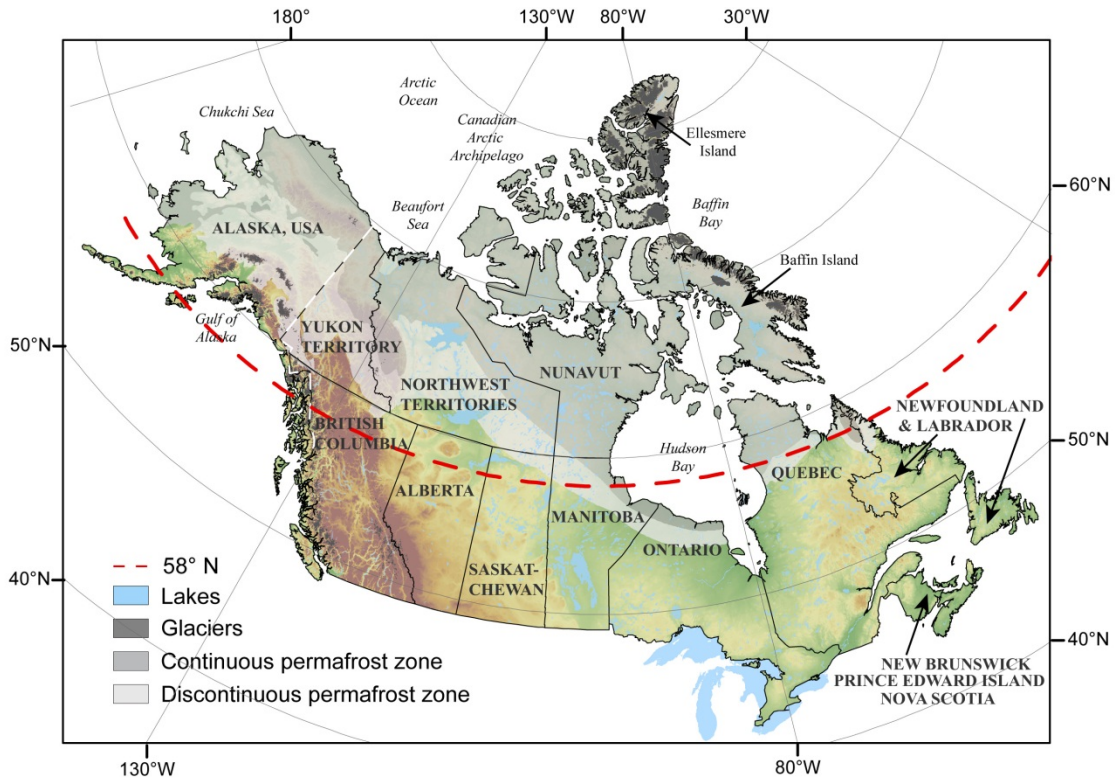 180°
130°W
80°W
30°W
Arctic
Ocean
Chukchi Sea
Canadian
Arctic
Archipelago
Ellesmere
Island
60°N
Beaufort
Sea
Baffin
Bay
ALASKA, USA
Baffin Island
Gulf of
Alaska
YUKON
TERRITORY
50°N
NORTHWEST
TERRITORIES
NUNAVUT
NEWFOUNDLAND
& LABRADOR
BRITISH
COLUMBIA
Hudson
Bay
50°N
QUEBEC
ALBERTA
MANITOBA
ONTARIO
SASKAT-
CHEWAN
58° N
40°N
Lakes
Glaciers
Continuous permafrost zone
Discontinuous permafrost zone
40°N
NEW BRUNSWICK
PRINCE EDWARD ISLAND
NOVA SCOTIA
130°W
80°W